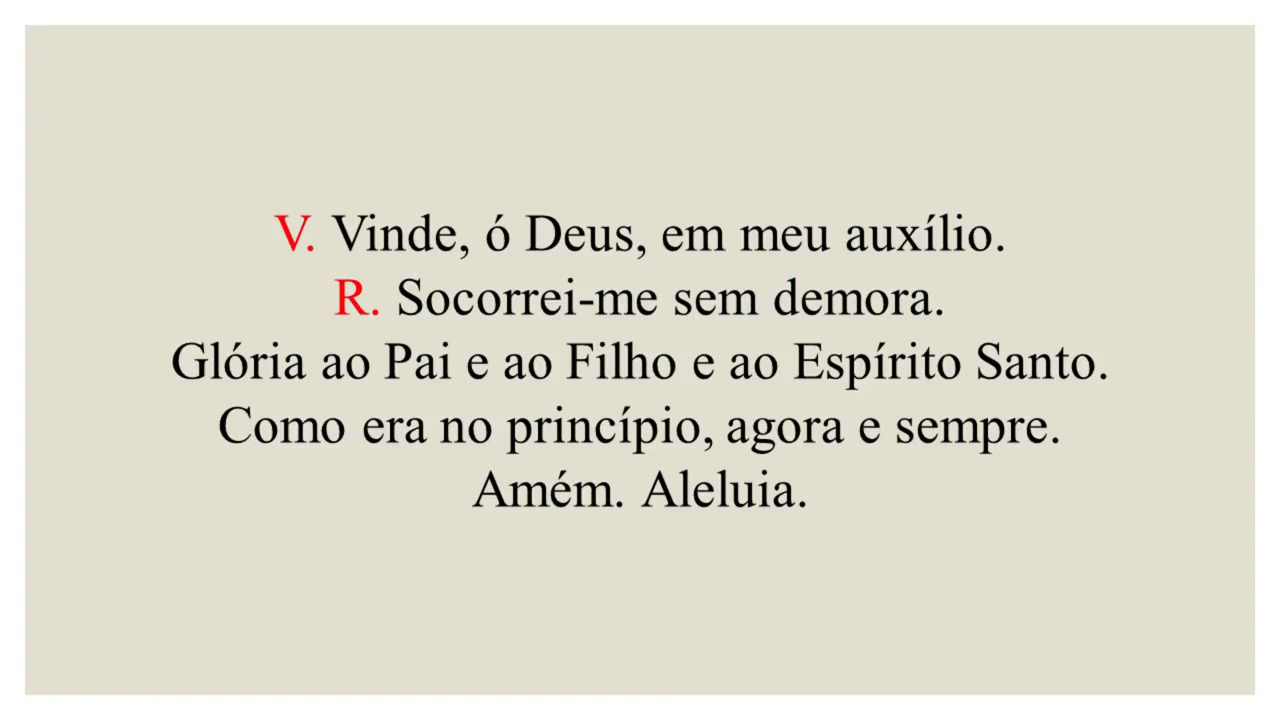 V. Vinde, ó Deus, em meu auxílio.
R. Socorrei-me sem demora.
Glória ao Pai e ao Filho e ao Espírito Santo.
Como era no princípio, agora e sempre.
Amém. Aleluia.